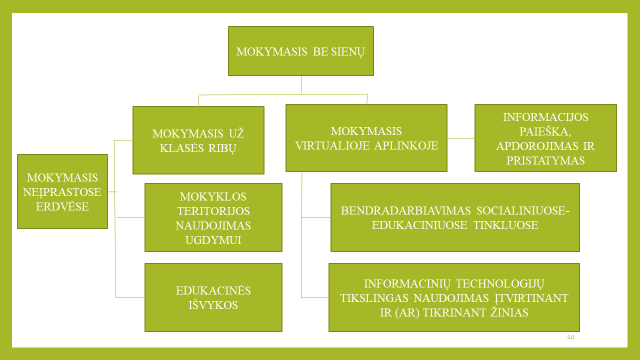 MOKYMASIS BE SIENŲ
MOKYMASIS UŽ
KLASĖS RIBŲ
MOKYMASIS
VIRTUALIOJE APLINKOJE
INFORMACIJOS
PAIEŠKA,
APDOROJIMAS IR
PRISTATYMAS
MOKYMASIS
NEĮPRASTOSE
ERDVĖSE
MOKYKLOS
TERITORIJOS
NAUDOJIMAS
UGDYMUI
BENDRADARBIAVIMAS SOCIALINIUOSE-
EDUKACINIUOSE TINKLUOSE
EDUKACINĖS
IŠVYKOS
INFORMACINIŲ TECHNOLOGIJŲ
TIKSLINGAS NAUDOJIMAS ĮTVIRTINANT
IR (AR) TIKRINANT ŽINIAS